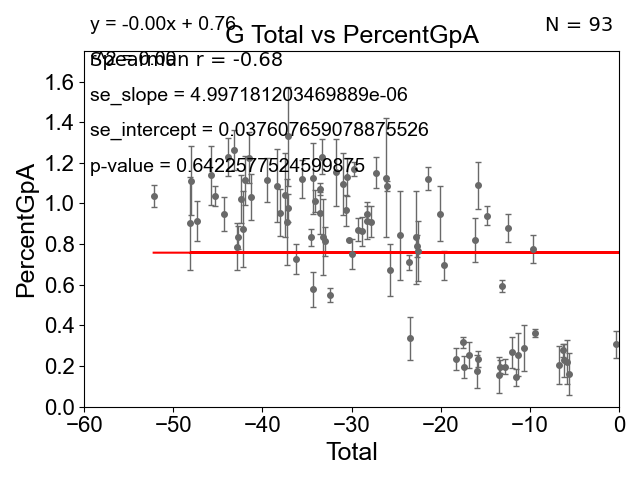 y = -0.00x + 0.76
N = 93
G Total vs PercentGpA
Spearman r = -0.68
se_slope = 4.997181203469889e-06
se_intercept = 0.037607659078875526
p-value = 0.6422577524599875
PercentGpA
1.6
1.4
1.2
1.0
0.8
0.6
0.4
0.2
0.0
−60 −50 −40 −30 −20 −10 0
Total